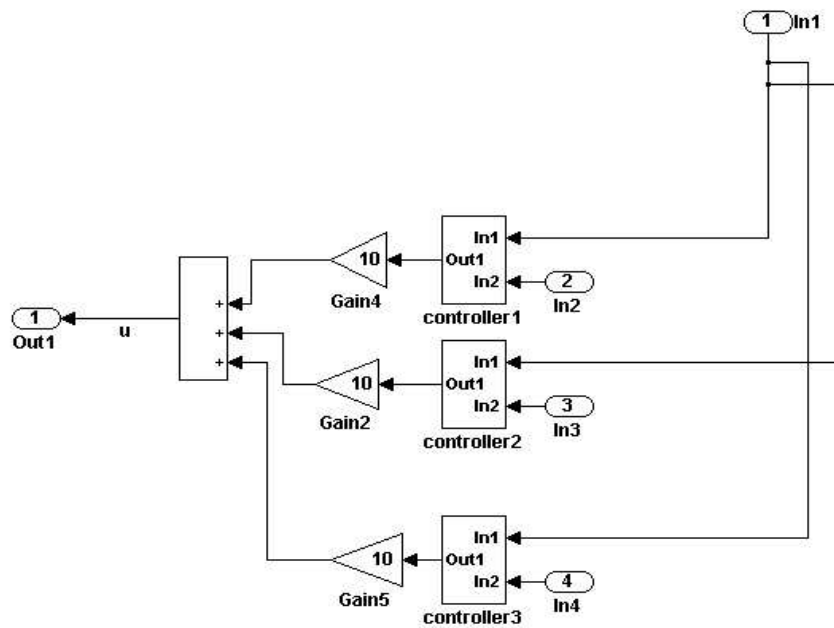 1 In1
In1
10 Out1
In2 2
+ Gain4 controller1 In2
1 + In1
Out1 u + 10 Out1
In2 3
Gain2 controller2 In3
In1
10 Out1
In2 4
Gain5 controller3 In4